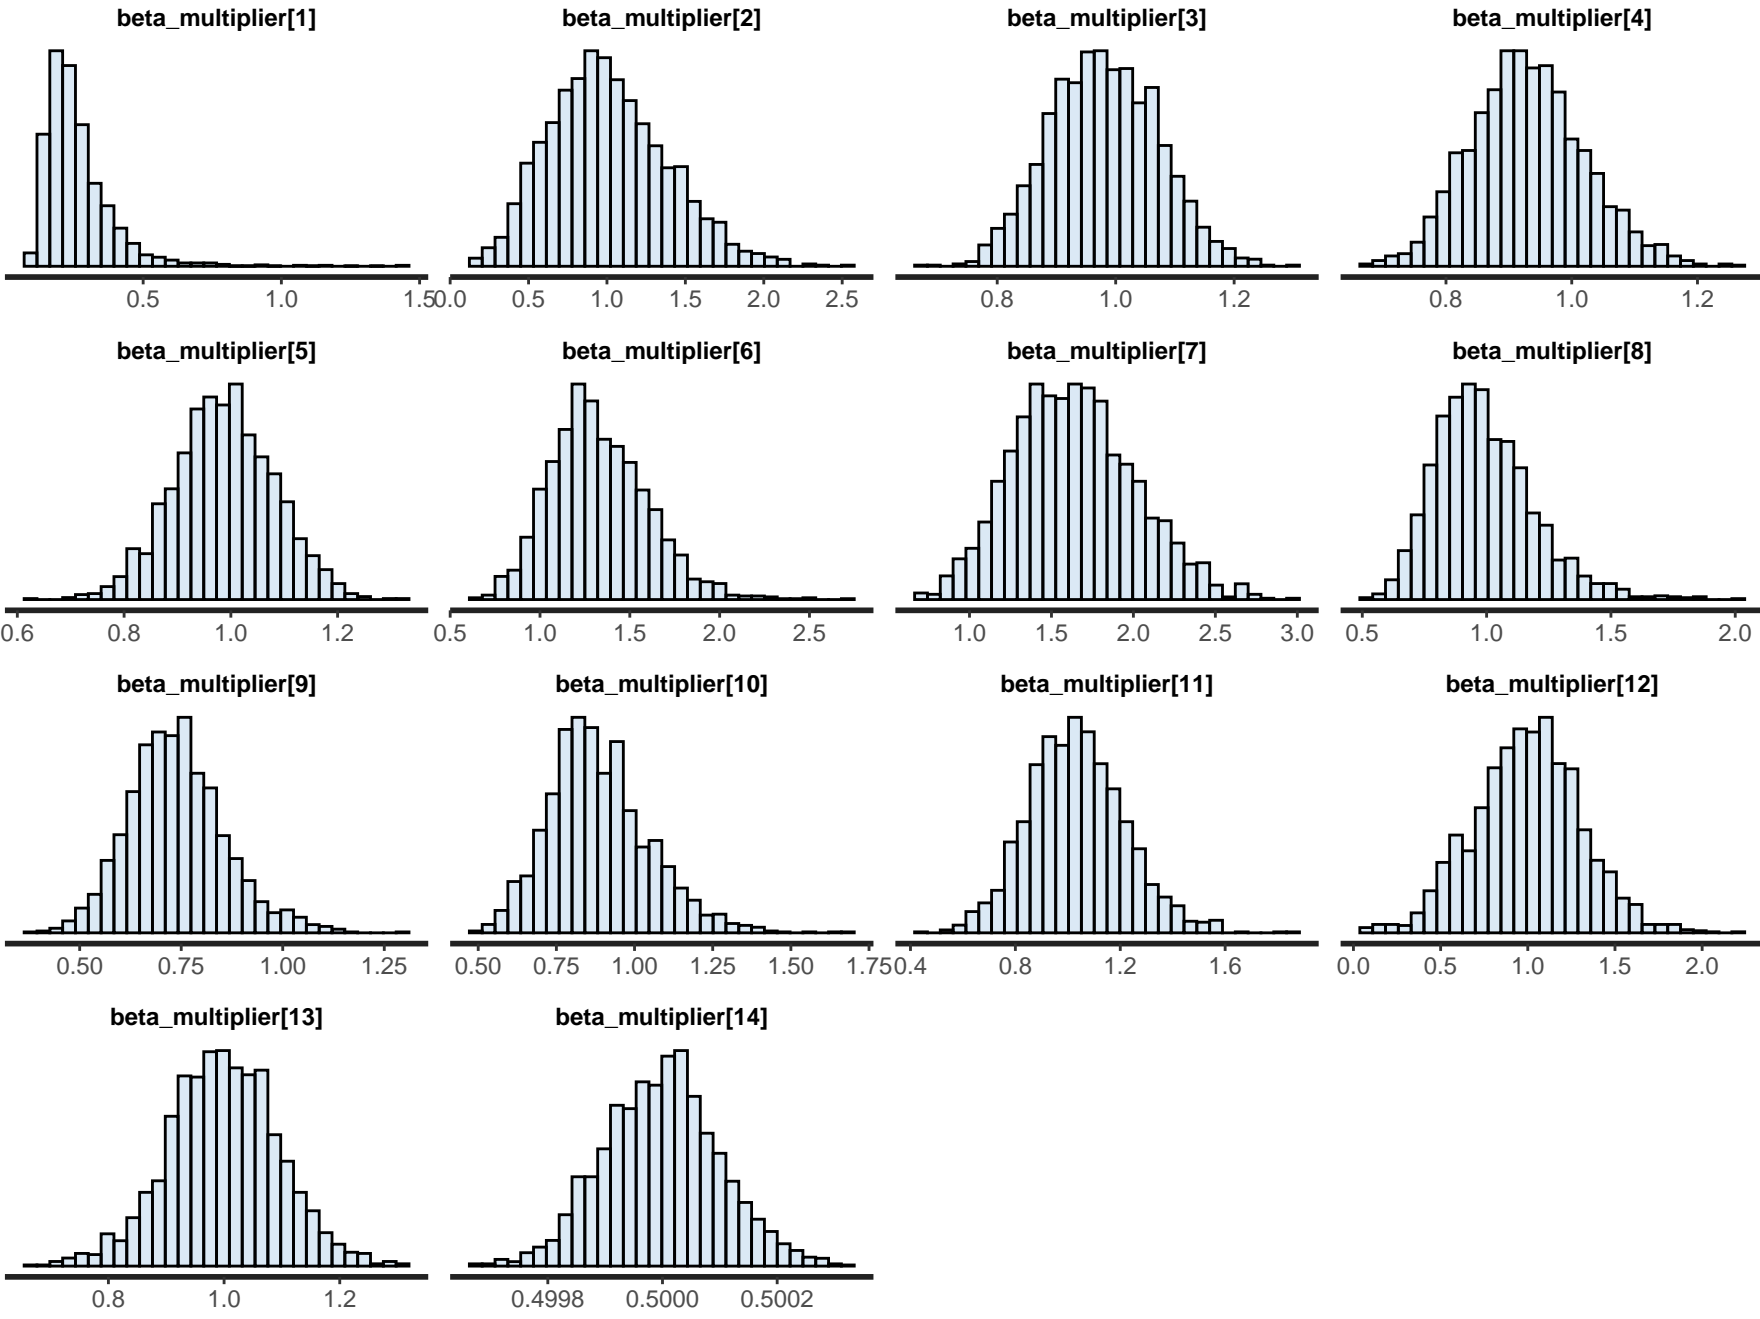 beta_multiplier[1] beta_multiplier[2] beta_multiplier[3] beta_multiplier[4]
0.5 1.0 1.5 0.0 0.5 1.0 1.5 2.0 2.5 0.8 1.0 1.2 0.8 1.0 1.2
beta_multiplier[5] beta_multiplier[6] beta_multiplier[7] beta_multiplier[8]
0.6 0.8 1.0 1.2 0.5 1.0 1.5 2.0 2.5 1.0 1.5 2.0 2.5 3.0 0.5 1.0 1.5 2.0
beta_multiplier[9] beta_multiplier[10] beta_multiplier[11] beta_multiplier[12]
0.50 0.75 1.00 1.25 0.50 0.75 1.00 1.25 1.50 1.75 0.4 0.8 1.2 1.6 0.0 0.5 1.0 1.5 2.0
beta_multiplier[13] beta_multiplier[14]
0.8 1.0 1.2 0.4998 0.5000 0.5002